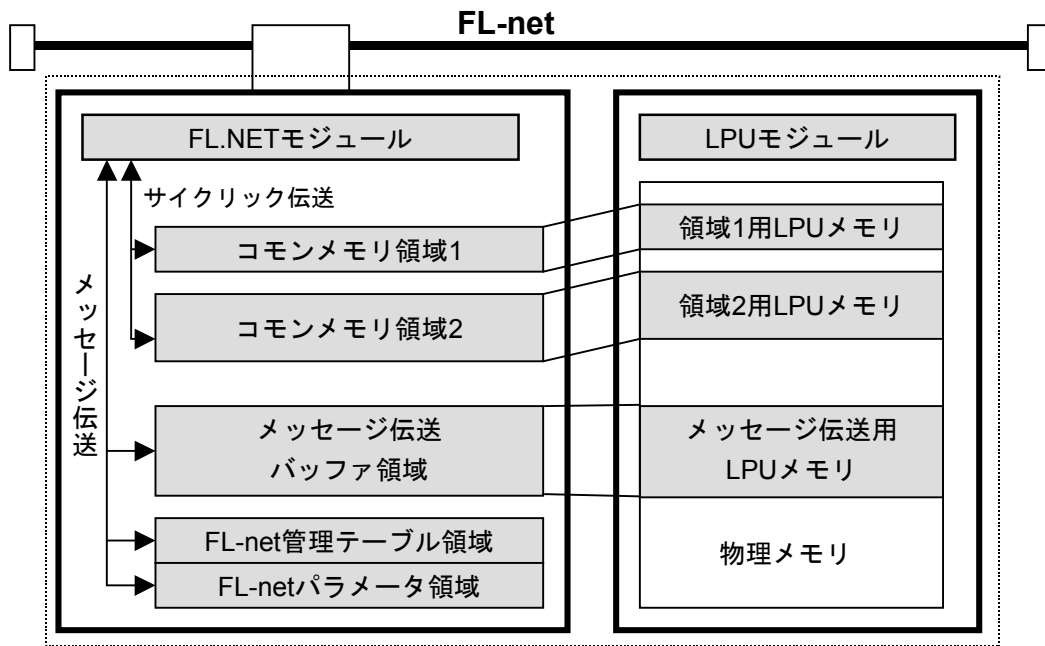 FL-net
FL.NETモジュール
サイクリック伝送
コモンメモリ領域1
コモンメモリ領域2
メッセージ伝送
メッセージ伝送
バッファ領域
FL-net管理テーブル領域
FL-netパラメータ領域
LPUモジュール
領域1用LPUメモリ
領域2用LPUメモリ
メッセージ伝送用
LPUメモリ
物理メモリ